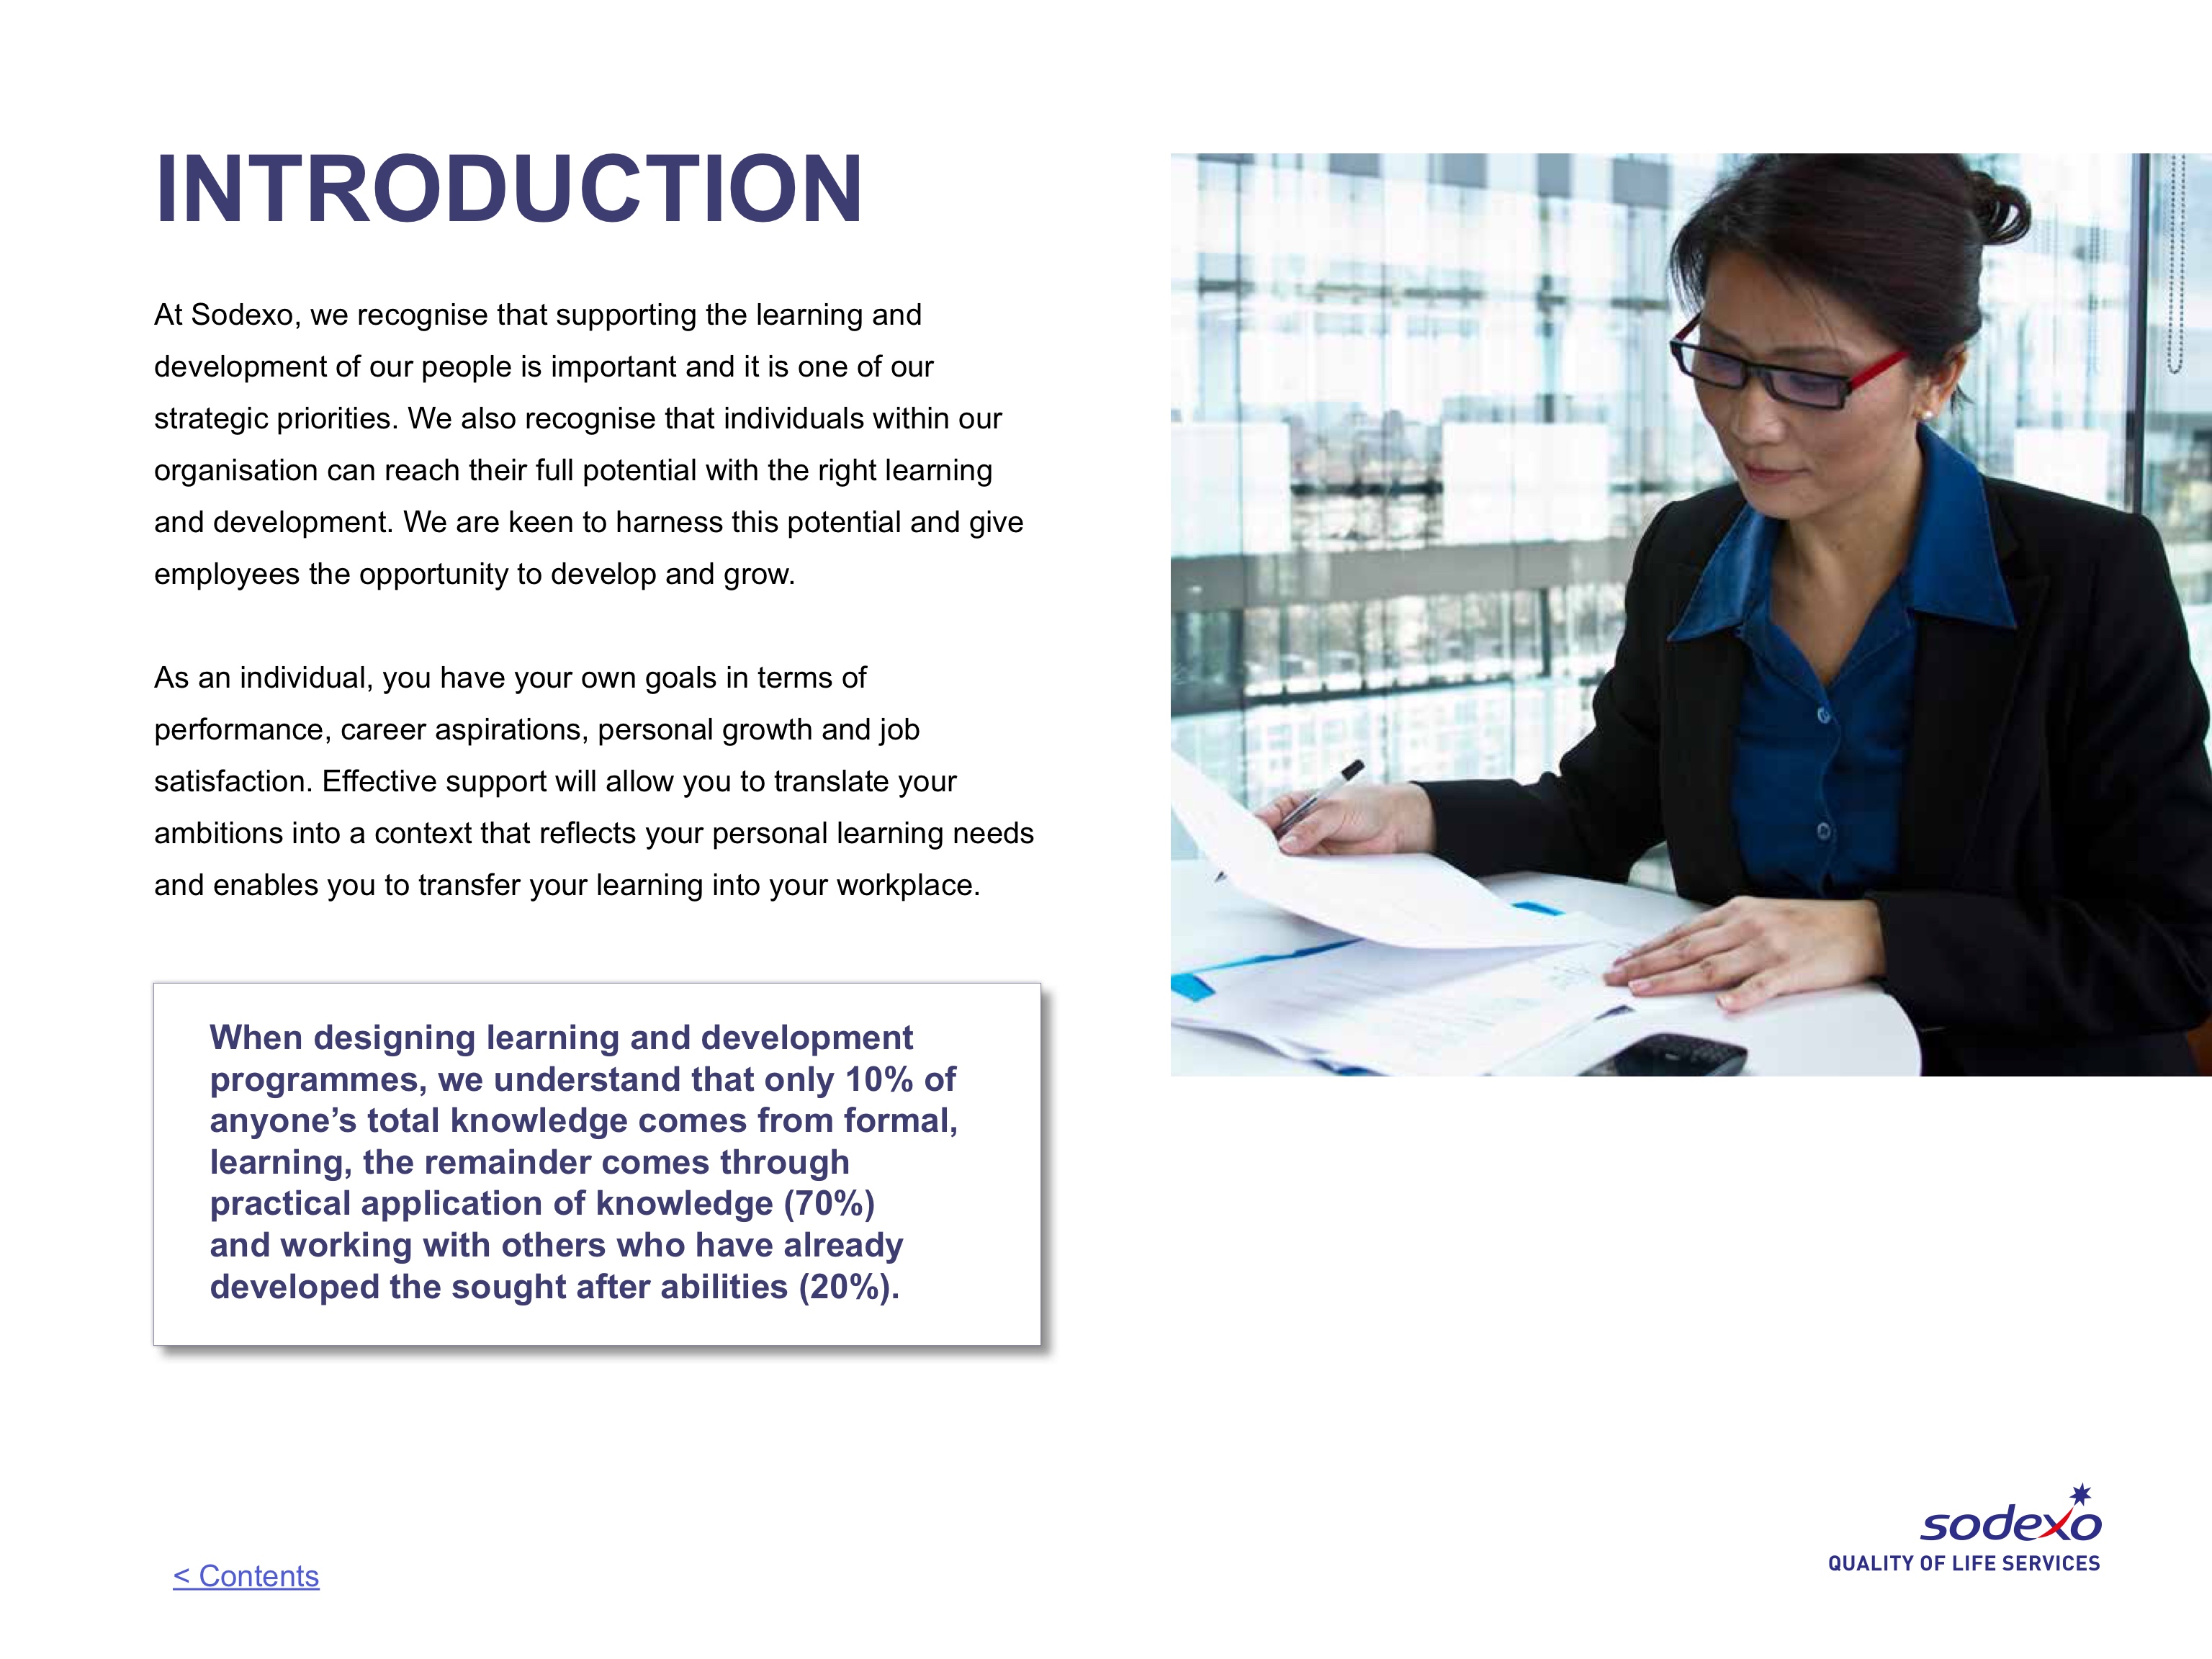 INTRODUCTION
At Sodexo, we recognise that supporting the learning and
development of our people is important and it is one of our
strategic priorities. We also recognise that individuals within our
organisation can reach their full potential with the right learning
and development. We are keen to harness this potential and give
employees the opportunity to develop and grow.
As an individual, you have your own goals in terms of
performance, career aspirations, personal growth and job
satisfaction. Effective support will allow you to translate your
ambitions into a context that reflects your personal learning needs
and enables you to transfer your learning into your workplace.
When designing learning and development
programmes, we understand that only 10% of
anyone’s total knowledge comes from formal,
learning, the remainder comes through
practical application of knowledge (70%)
and working with others who have already
developed the sought after abilities (20%).
< Contents
sodexo
QUALITY OF LIFE SERVICES